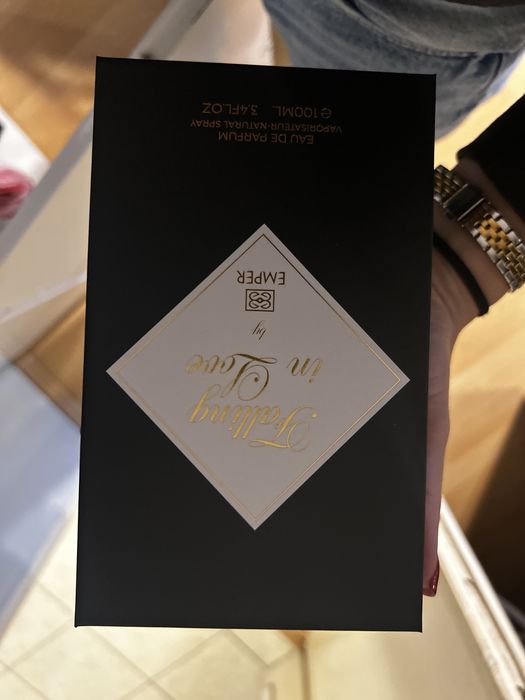 Falling
in Love
by
EMPER
EAU DE PARFUM
VAPORISATEUR-NATURAL SPRAY
℮100ML 3.4FL.OZ